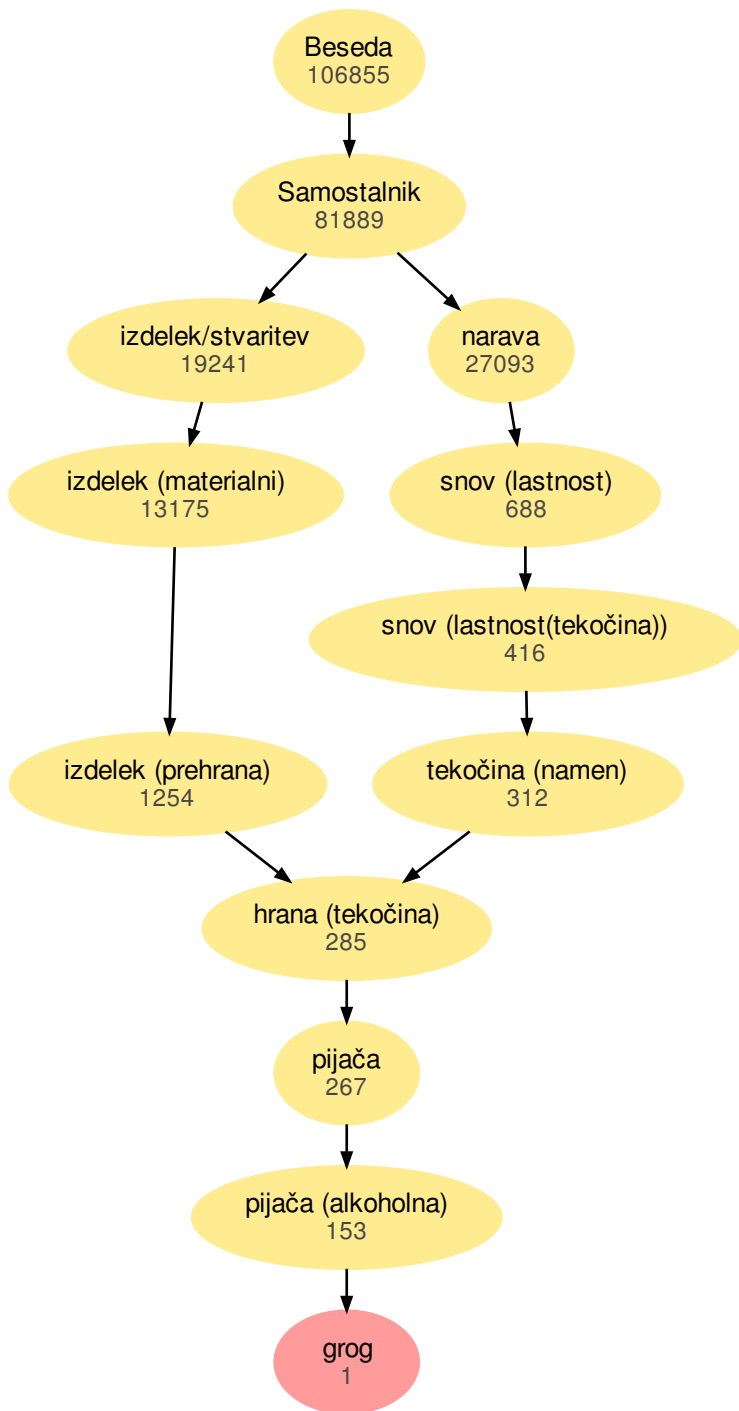 Beseda
106855
Samostalnik
81889
izdelek/stvaritev
19241
narava
27093
izdelek (materialni)
13175
snov (lastnost)
688
snov (lastnost(tekočina))
416
izdelek (prehrana)
1254
tekočina (namen)
312
hrana (tekočina)
285
pijača
267
pijača (alkoholna)
153
grog
1